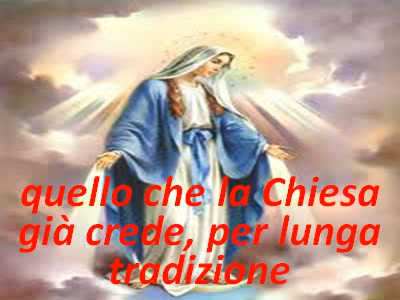 quello che la Chiesa
già crede, per lunga
tradizione